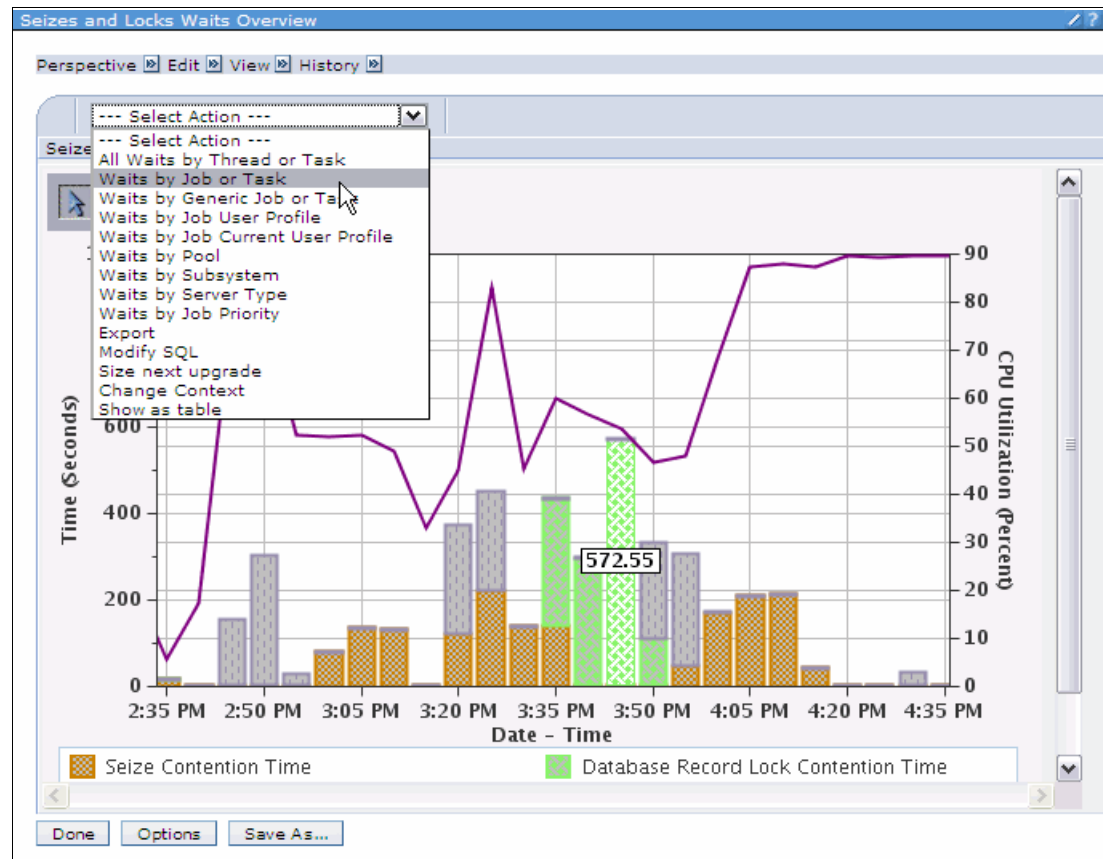 Seizes and Locks Waits Overview
?
Perspective Edit View History
--- Select Action ---
Seize
--- Select Action ---
All Waits by Thread or Task
Waits by Job or Task
Waits by Generic Job or Task
Waits by Job User Profile
Waits by Job Current User Profile
Waits by Pool
Waits by Subsystem
Waits by Server Type
Waits by Job Priority
Export
Modify SQL
Size next upgrade
Change Context
Show as table
Time (Seconds)
600
400
200
0
572.55
90
80
70
60
50
40
30
20
10
0
CPU Utilization (Percent)
2:35 PM 2:50 PM 3:05 PM 3:20 PM 3:35 PM 3:50 PM 4:05 PM 4:20 PM 4:35 PM
Date - Time
Seize Contention Time
Database Record Lock Contention Time
Done Options Save As...